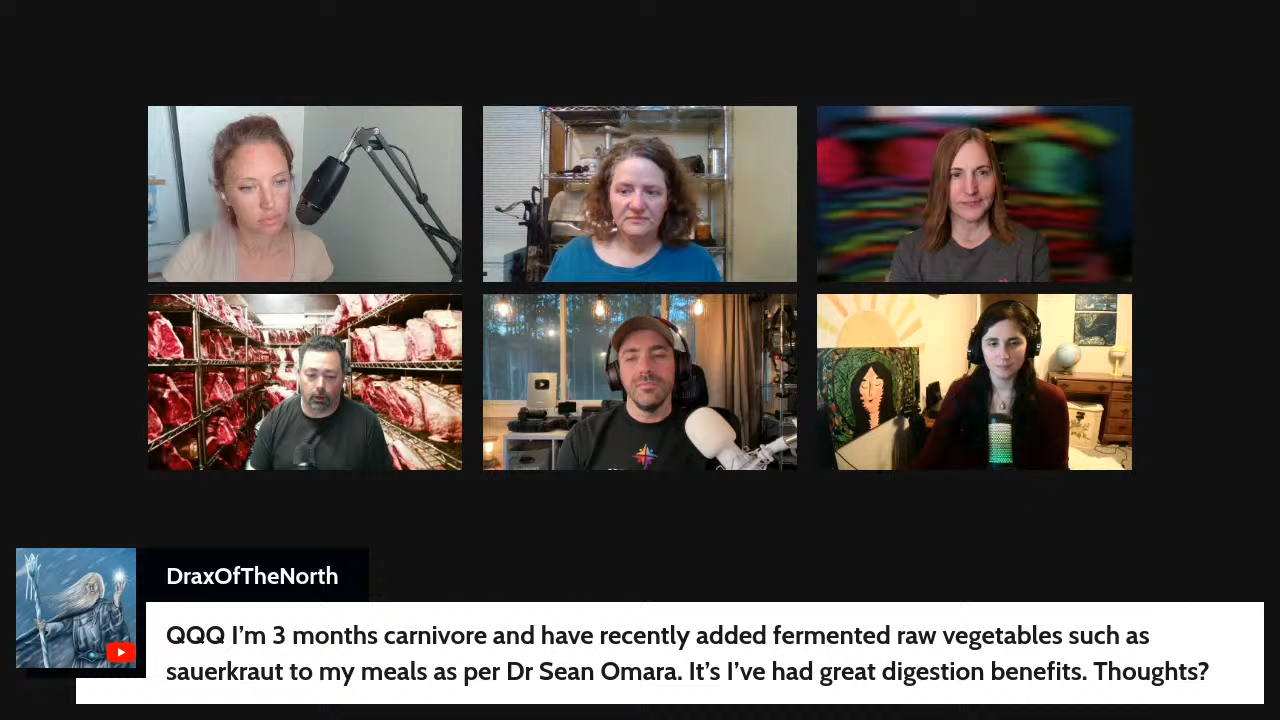 DraxOfTheNorth
QQQ I'm 3 months carnivore and have recently added fermented raw vegetables such as
sauerkraut to my meals as per Dr Sean Omara. It's I've had great digestion benefits. Thoughts?